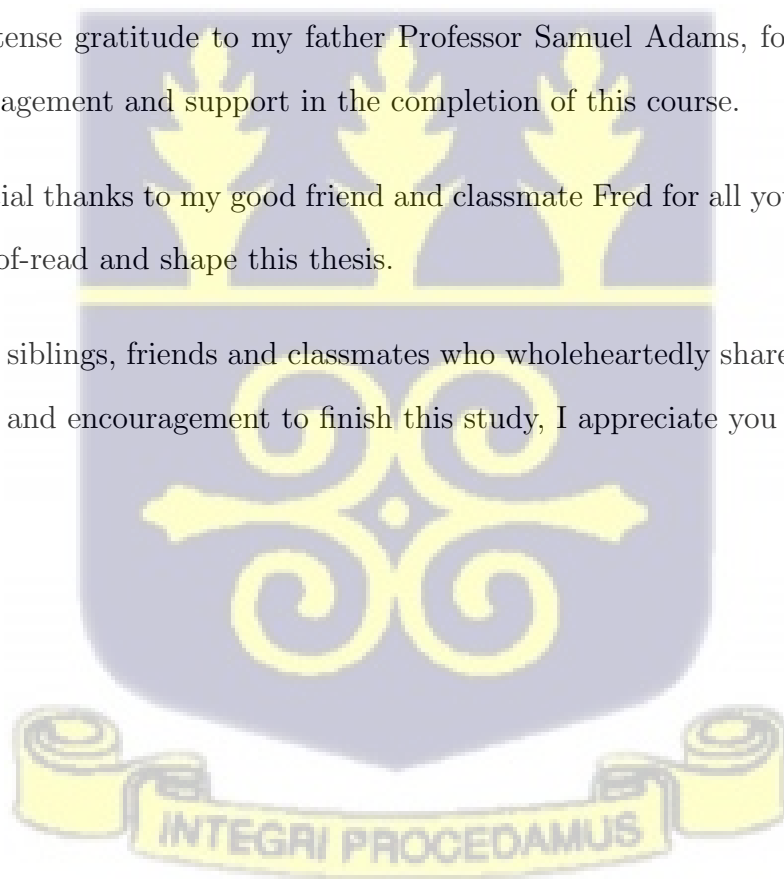 tense gratitude to my father Professor Samuel Adams, fo
agement and support in the completion of this course.
ial thanks to my good friend and classmate Fred for all yo
of-read and shape this thesis.
siblings, friends and classmates who wholeheartedly share
and encouragement to finish this study, I appreciate you
INTEGRI PROCEDAMUS